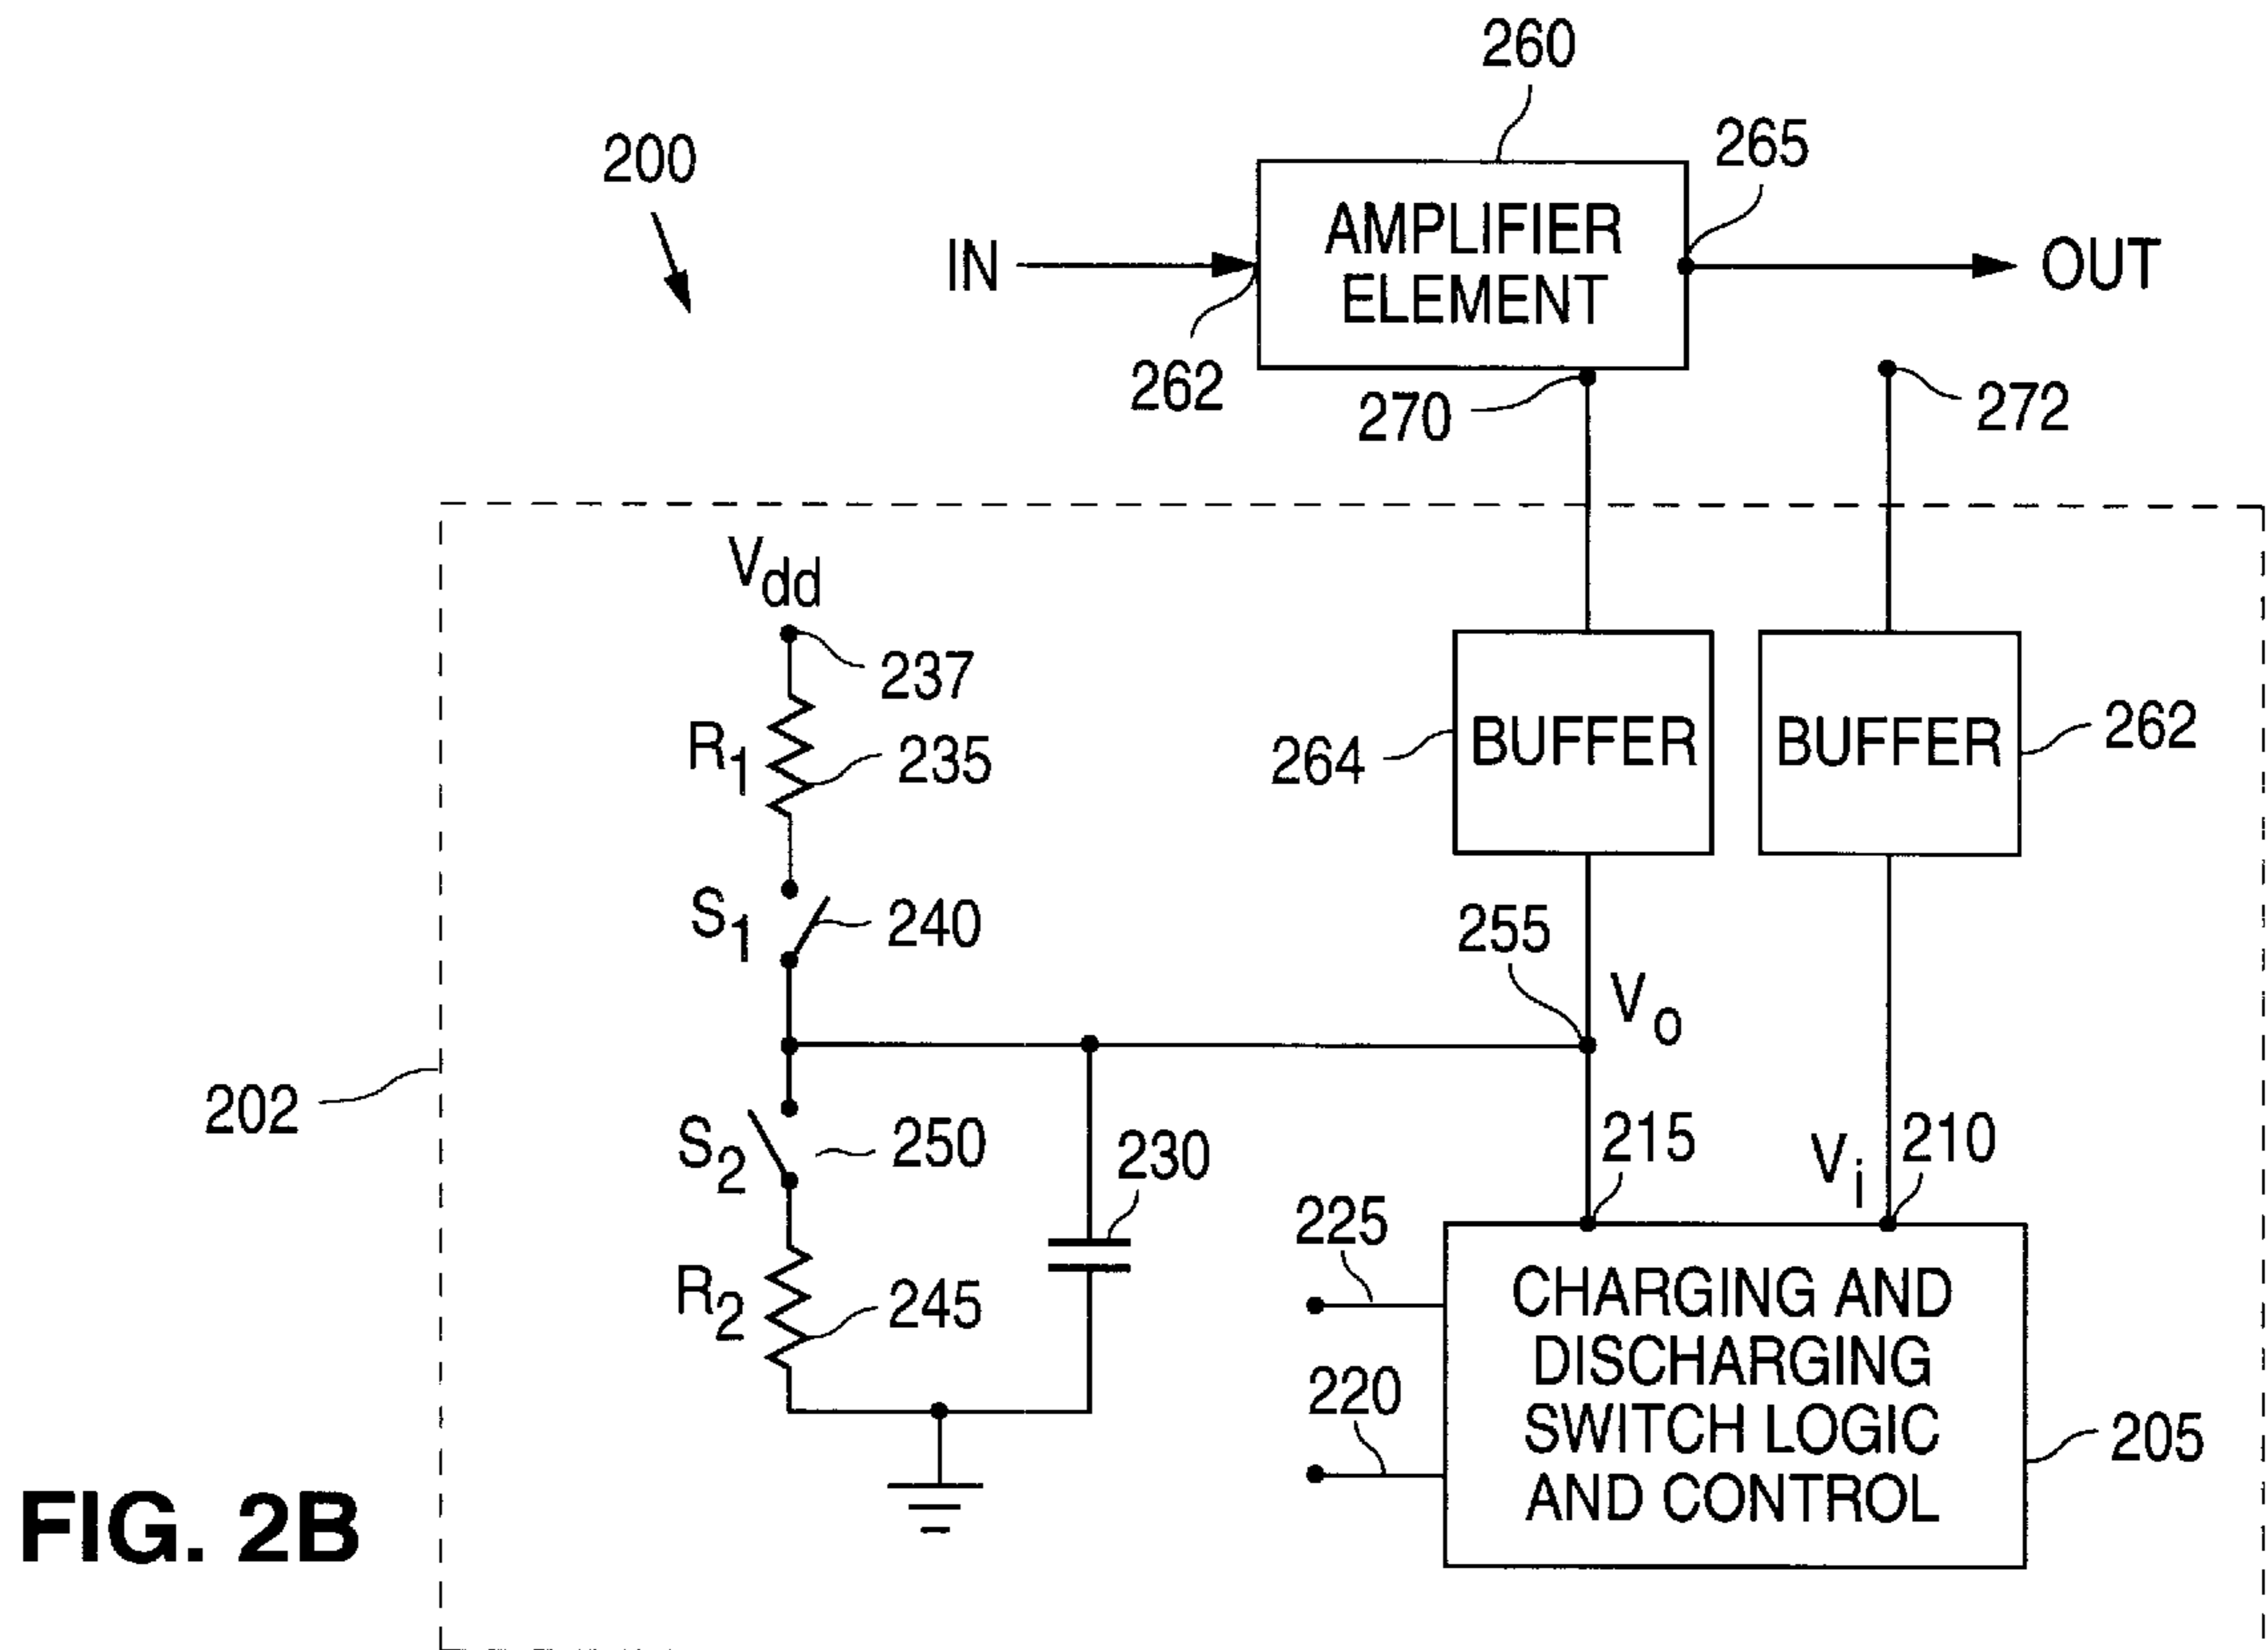 260
200
265
AMPLIFIER
ELEMENT
IN
OUT
262
270
272
Vdd
237
R1
235
264
BUFFER
BUFFER
262
S1
240
255
Vo
202
S2
250
230
215
Vi
210
225
R2
245
CHARGING AND
DISCHARGING
SWITCH LOGIC
AND CONTROL
220
205
FIG. 2B